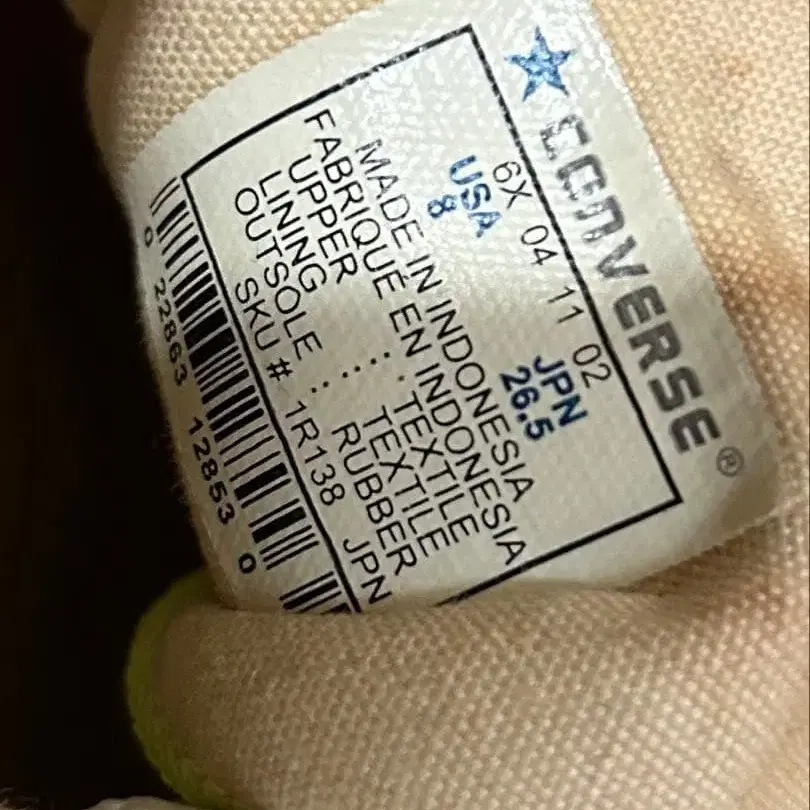 CONVERSE®
6X 04 11 02
USA JPN
8 26.5
MADE IN INDONESIA
FABRIQUÉ EN INDONESIA
UPPER ..... TEXTILE
LINING .... TEXTILE
OUTSOLE .. RUBBER
SKU # 1R138 JPN
0 22863 12853 0